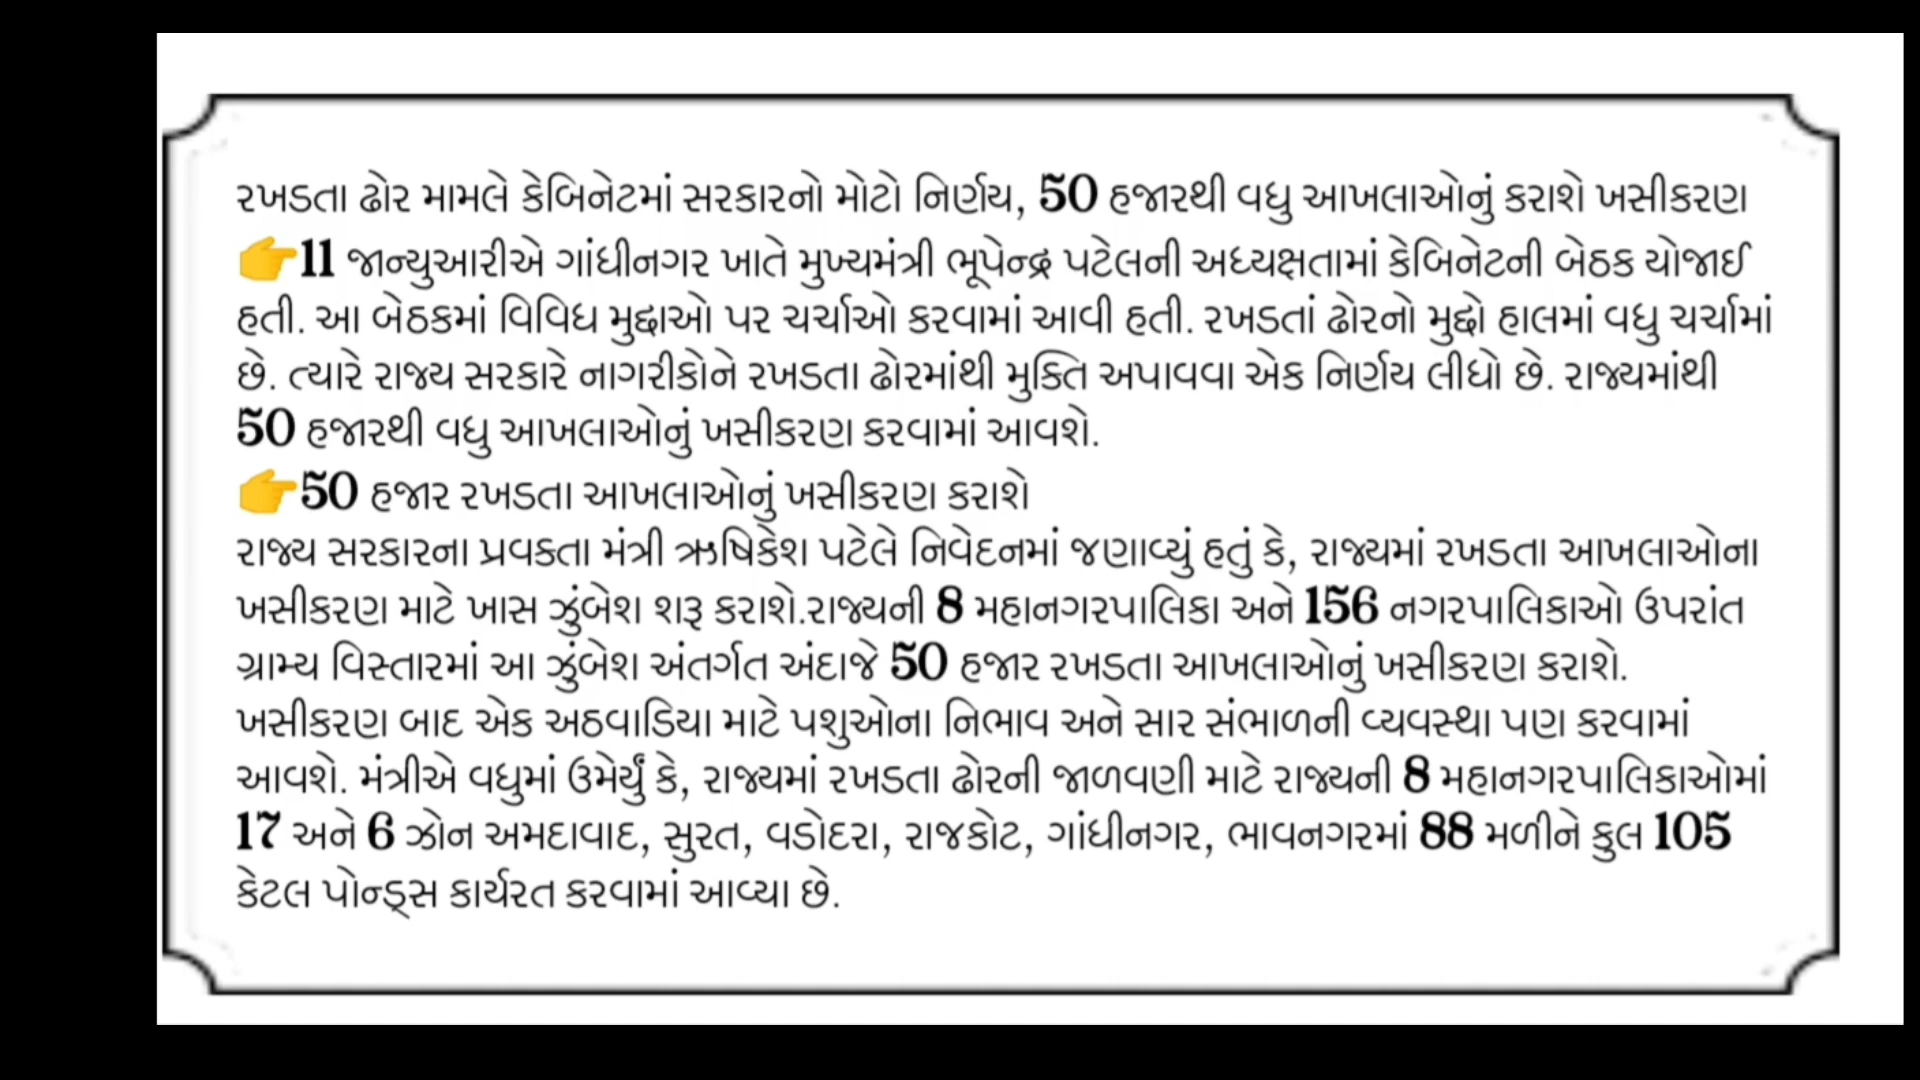 રખડતા ઢોર મામલે કેબિનેટમાં સરકારનો મોટો નિર્ણય, 50 હજારથી વધુ આખલાઓનું કરાશે ખસીકરણ
👉11 જાન્યુઆરીએ ગાંધીનગર ખાતે મુખ્યમંત્રી ભૂપેન્દ્ર પટેલની અધ્યક્ષતામાં કેબિનેટની બેઠક યોજાઈ
હતી. આ બેઠકમાં વિવિધ મુદ્દાઓ પર ચર્ચાઓ કરવામાં આવી હતી. રખડતાં ઢોરનો મુદ્દો હાલમાં વધુ ચર્ચામાં
છે. ત્યારે રાજ્ય સરકારે નાગરીકોને રખડતા ઢોરમાંથી મુક્તિ અપાવવા એક નિર્ણય લીધો છે. રાજ્યમાંથી
50 હજારથી વધુ આખલાઓનું ખસીકરણ કરવામાં આવશે.
👉50 હજાર રખડતા આખલાઓનું ખસીકરણ કરાશે
રાજ્ય સરકારના પ્રવક્તા મંત્રી ઋષિકેશ પટેલે નિવેદનમાં જણાવ્યું હતું કે, રાજ્યમાં રખડતા આખલાઓના
ખસીકરણ માટે ખાસ ઝુંબેશ શરૂ કરાશે.રાજ્યની 8 મહાનગરપાલિકા અને 156 નગરપાલિકાઓ ઉપરાંત
ગ્રામ્ય વિસ્તારમાં આ ઝુંબેશ અંતર્ગત અંદાજે 50 હજાર રખડતા આખલાઓનું ખસીકરણ કરાશે.
ખસીકરણ બાદ એક અઠવાડિયા માટે પશુઓના નિભાવ અને સાર સંભાળની વ્યવસ્થા પણ કરવામાં
આવશે. મંત્રીએ વધુમાં ઉમેર્યું કે, રાજ્યમાં રખડતા ઢોરની જાળવણી માટે રાજ્યની 8 મહાનગરપાલિકાઓમાં
17 અને 6 ઝોન અમદાવાદ, સુરત, વડોદરા, રાજકોટ, ગાંધીનગર, ભાવનગરમાં 88 મળીને કુલ 105
કેટલ પોન્ડ્સ કાર્યરત કરવામાં આવ્યા છે.